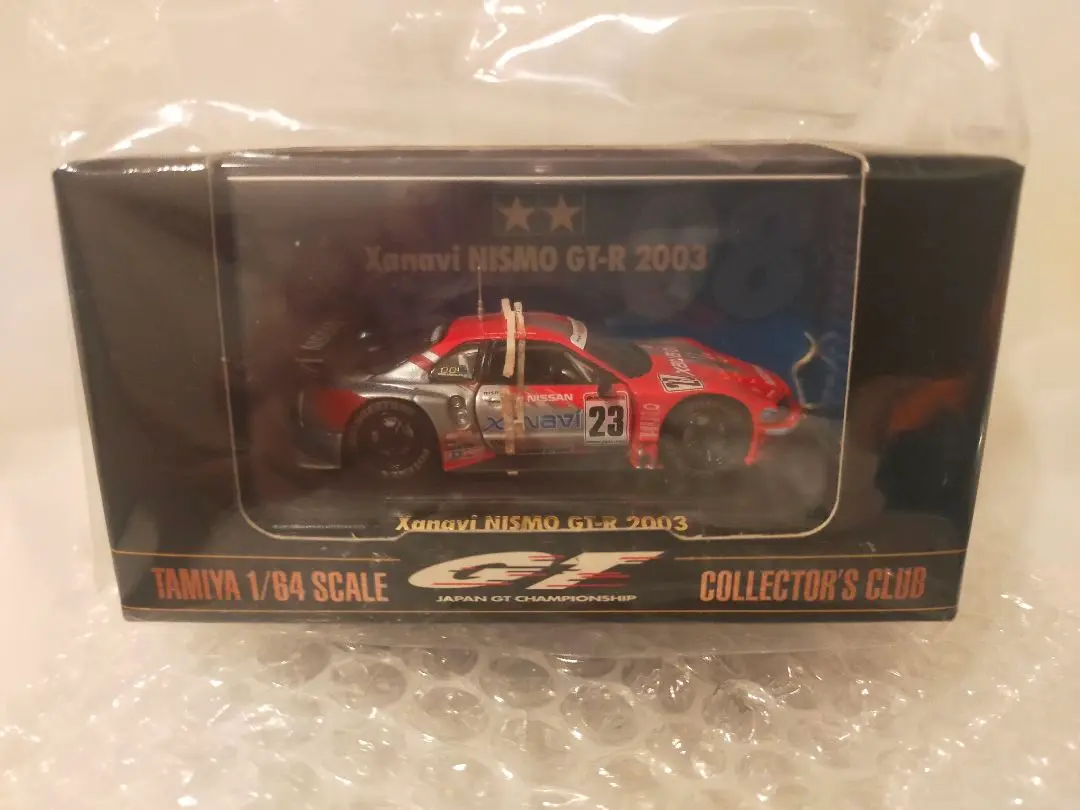 Xanavi NISMO GT-R 2003
NISSAN
XANAVI
23
Xanavi NISMO GT-R 2003
GT
TAMIYA 1/64 SCALE
JAPAN GT CHAMPIONSHIP
COLLECTOR'S CLUB